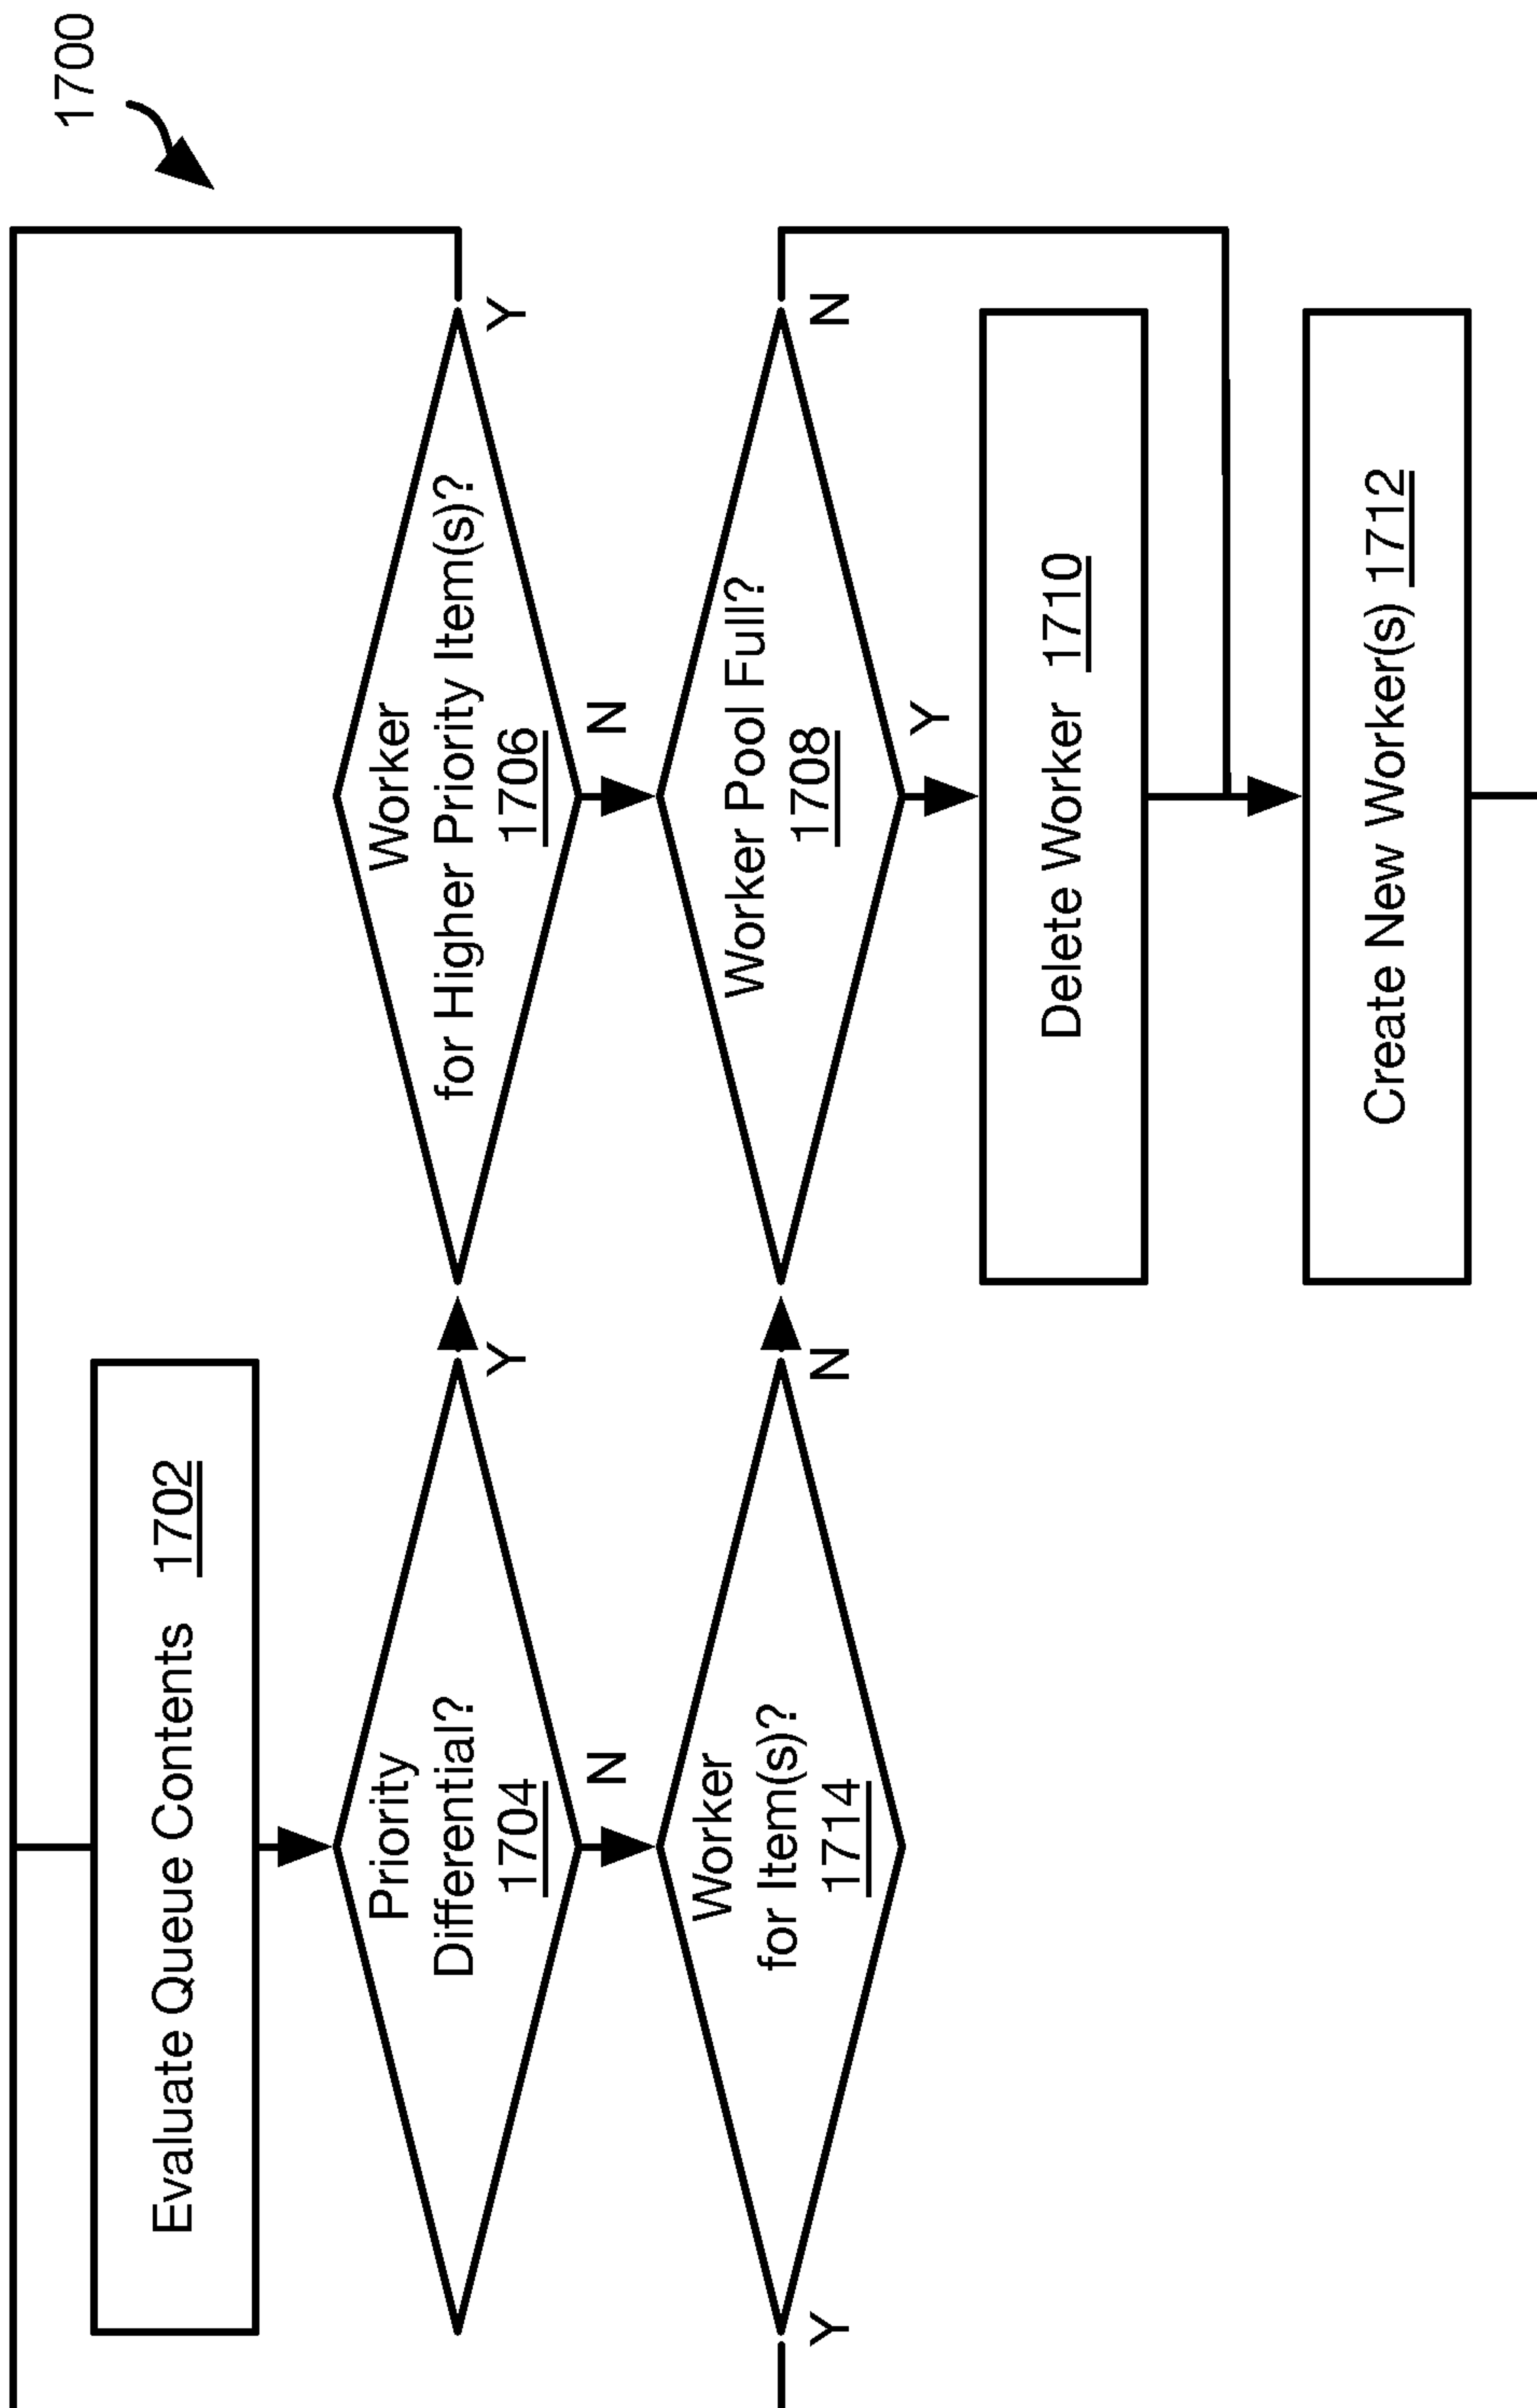 1700
Evaluate Queue Contents 1702
Priority
Differential?
1704
Y
N
Worker
for Higher Priority Item(s)?
1706
Y
N
Worker
for Item(s)?
1714
Y
N
Worker Pool Full?
1708
N
Y
Delete Worker 1710
Create New Worker(s) 1712